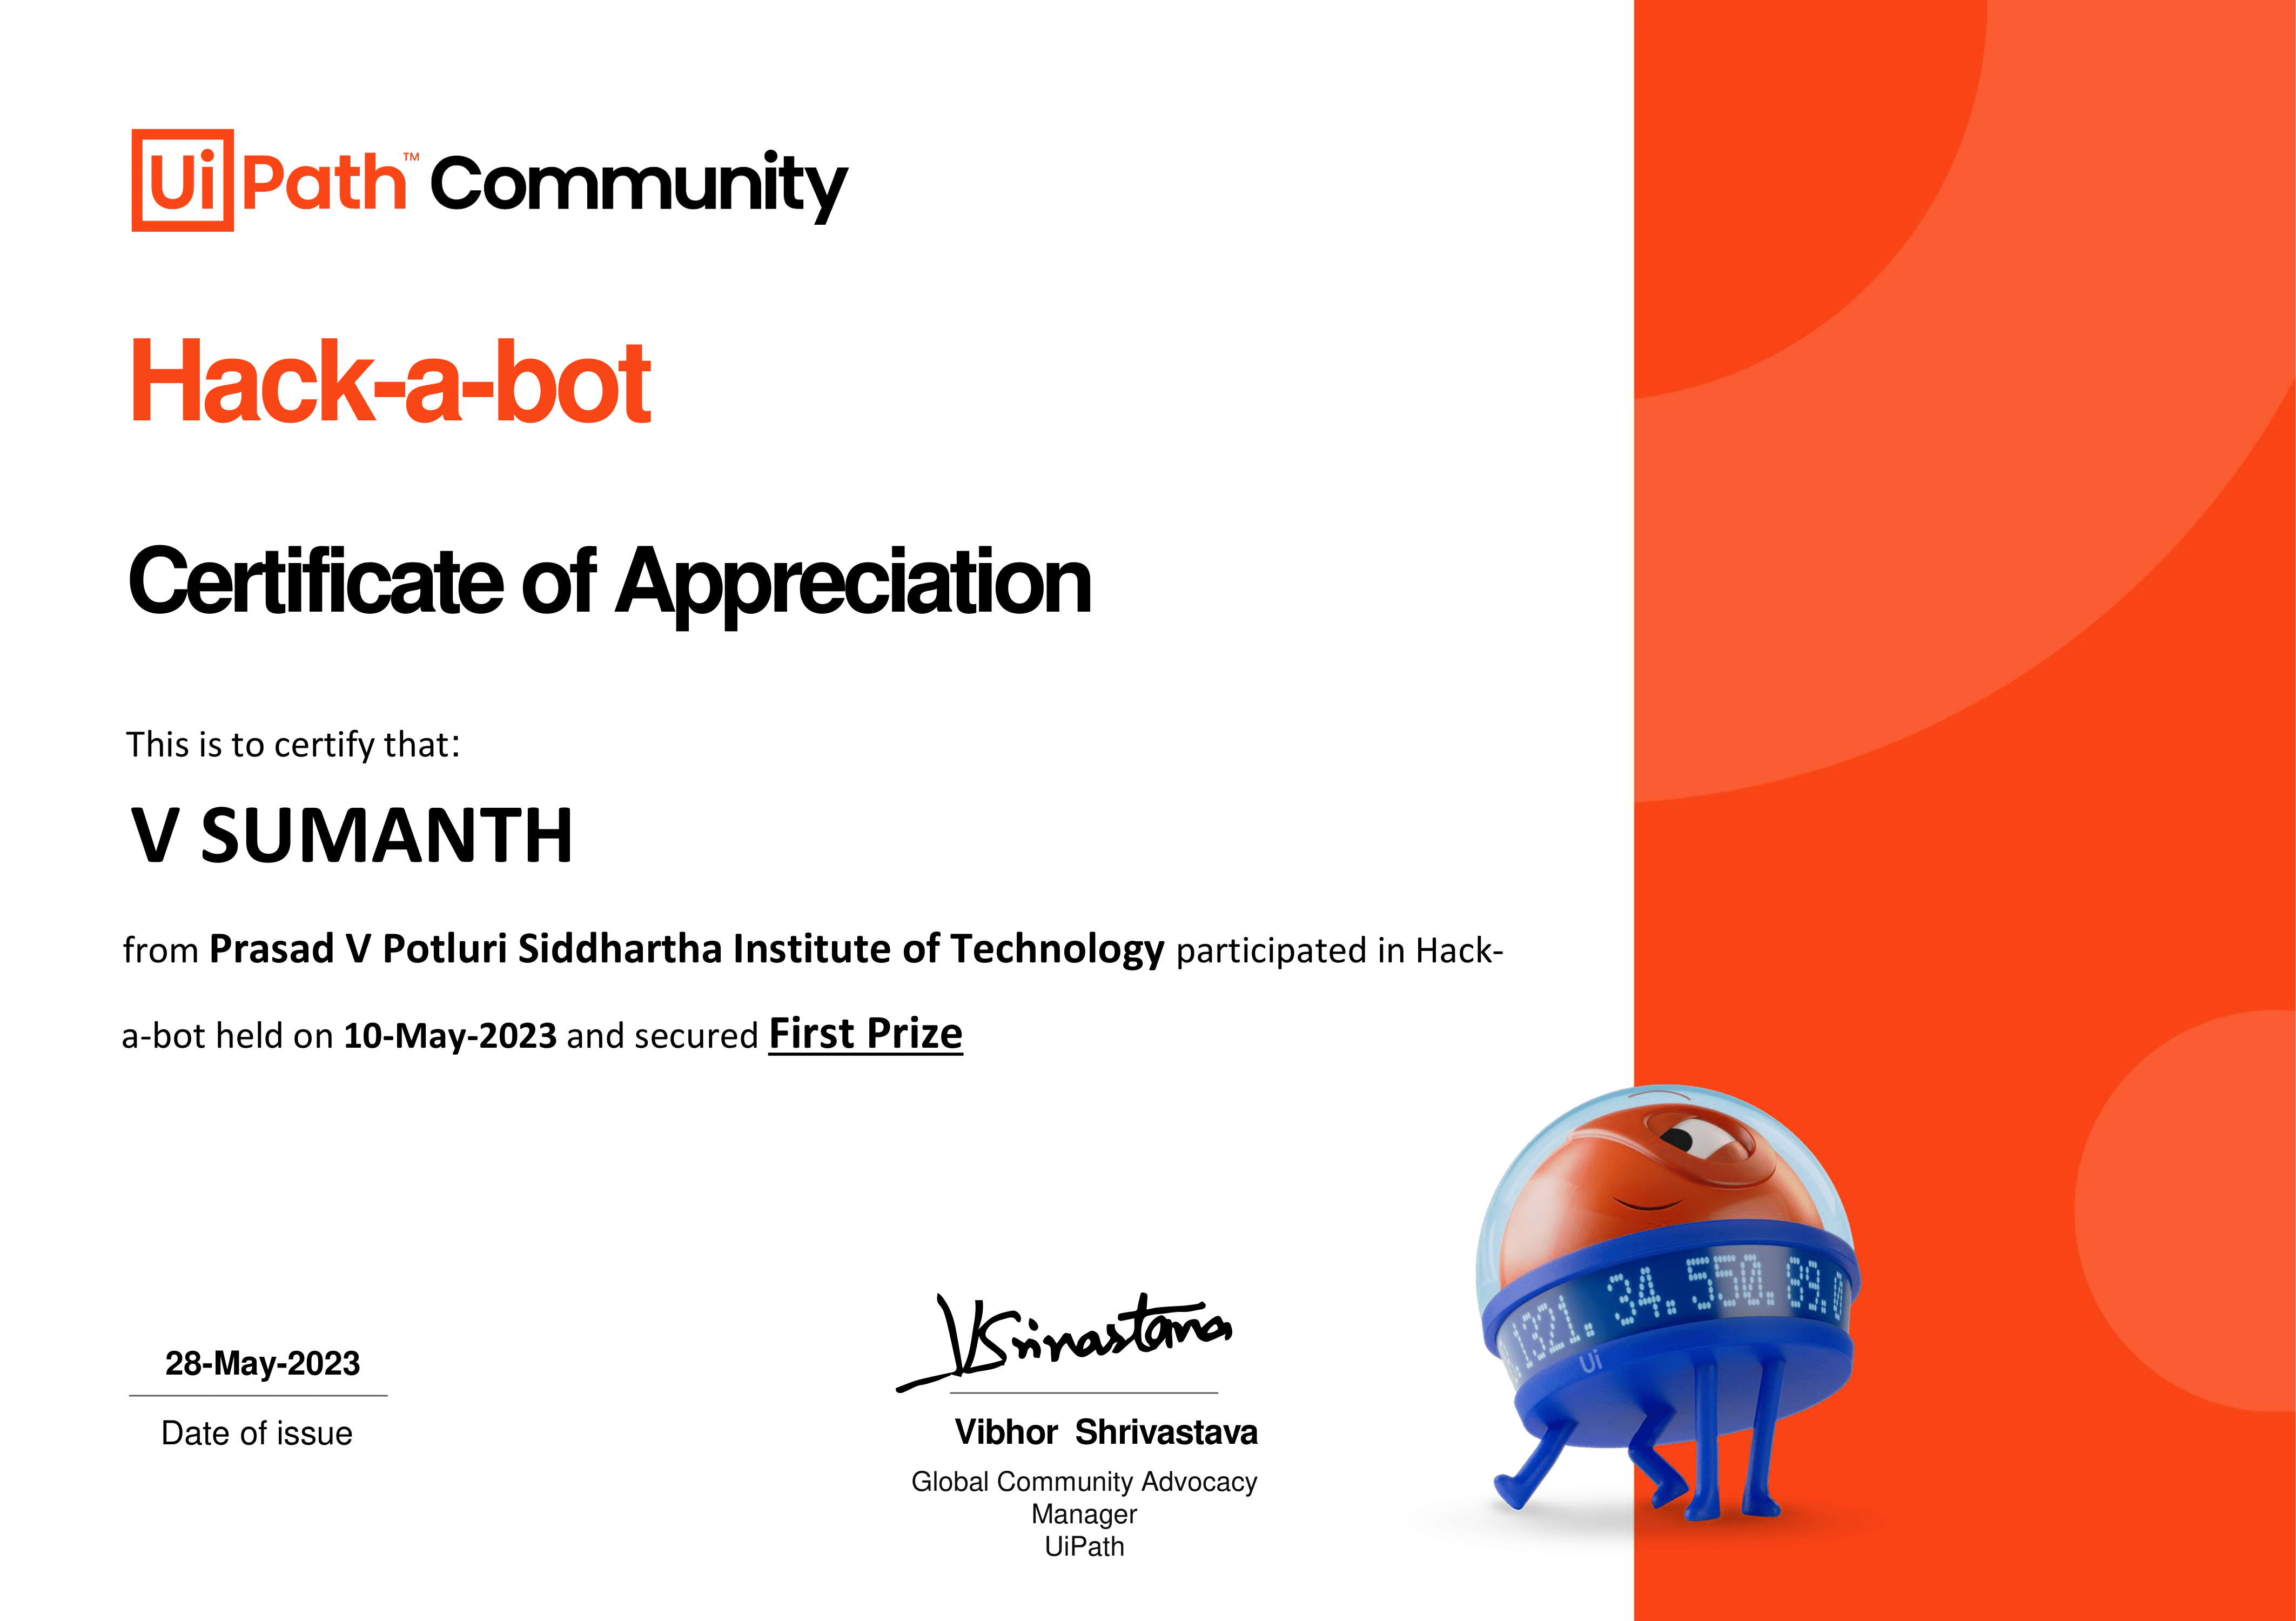 UiPath™ Community
Hack-a-bot
Certificate of Appreciation
This is to certify that:
V SUMANTH
from Prasad V Potluri Siddhartha Institute of Technology participated in Hack-
a-bot held on 10-May-2023 and secured First Prize
1321. 34. 550. 89.0
Ui
28-May-2023
Date of issue
Vibhor Shrivastava
Global Community Advocacy
Manager
UiPath